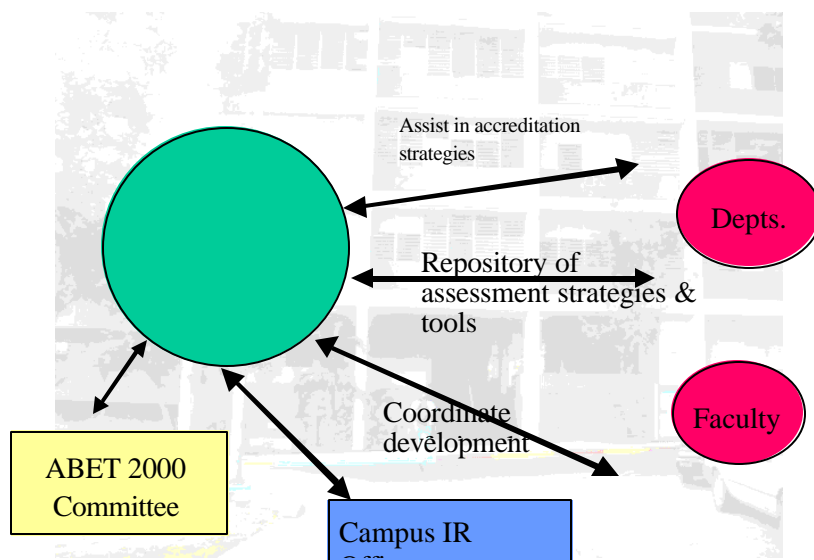 Assist in accreditation
strategies
Depts.
Repository of
assessment strategies &
tools
Coordinate
development
Faculty
ABET 2000
Committee
Campus IR